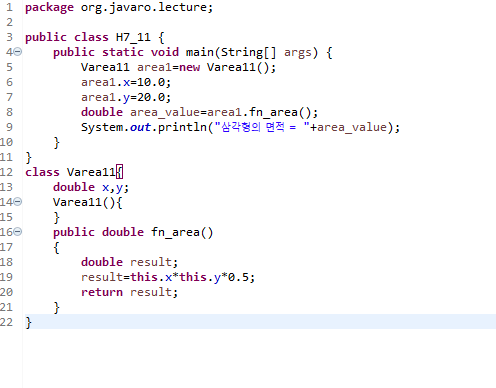 1 package org.javaro.lecture;
2
3 public class H7_11 {
4     public static void main(String[] args) {
5         Varea11 area1=new Varea11();
6         area1.x=10.0;
7         area1.y=20.0;
8         double area_value=area1.fn_area();
9         System.out.println("삼각형의 면적 = "+area_value);
10     }
11 }
12 class Varea11{
13     double x,y;
14     Varea11(){
15     }
16     public double fn_area()
17     {
18         double result;
19         result=this.x*this.y*0.5;
20         return result;
21     }
22 }